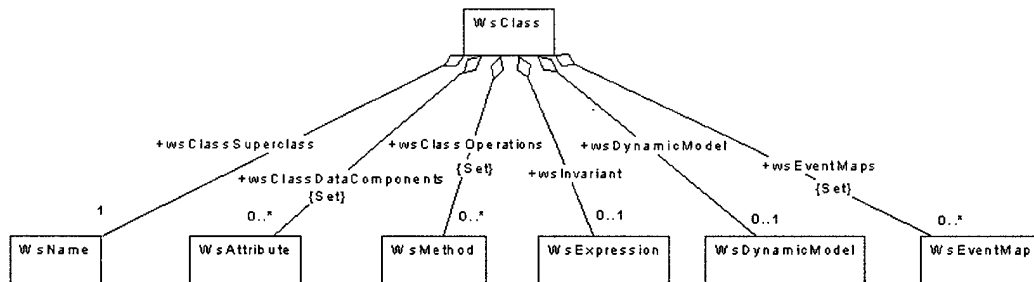 WsClass
+wsClassSuperclass
+wsClassOperations
{Set}
+wsDynamicModel
+wsEventMaps
{Set}
+wsClassDataComponents
{Set}
+wsInvariant
1
0..*
0..*
0..1
0..1
0..*
WsName
WsAttribute
WsMethod
WsExpression
WsDynamicModel
WsEventMap